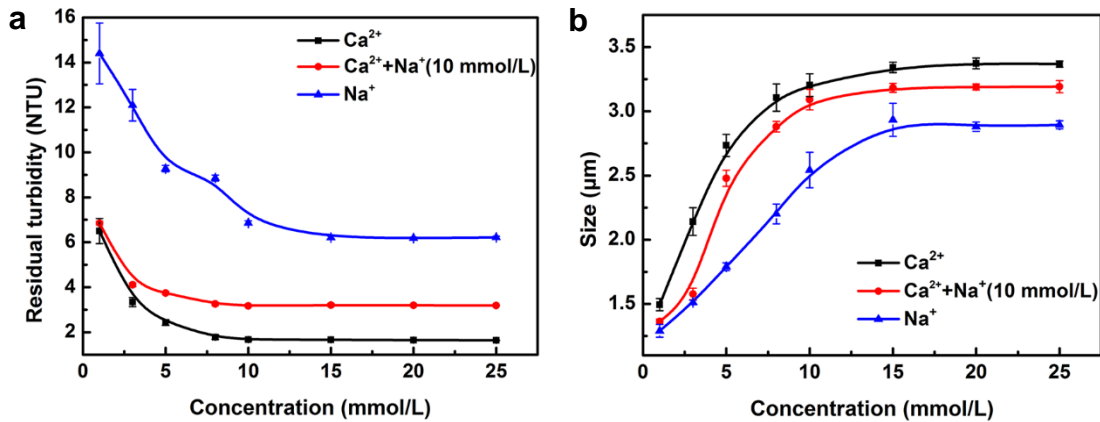 a
16
14
12
10
8
6
4
2
Residual turbidity (NTU)
Ca²⁺
Ca²⁺+Na⁺(10 mmol/L)
Na⁺
0 5 10 15 20 25
Concentration (mmol/L)
b
3.5
3.0
2.5
2.0
1.5
Size (μm)
Ca²⁺
Ca²⁺+Na⁺(10 mmol/L)
Na⁺
0 5 10 15 20 25
Concentration (mmol/L)